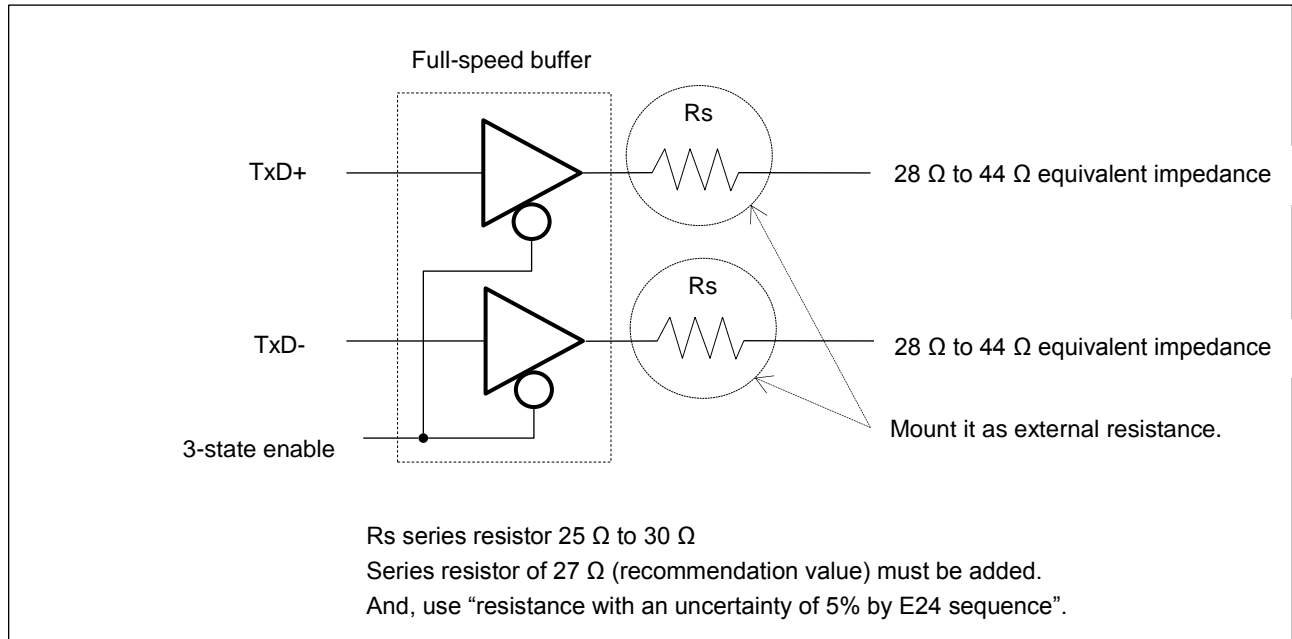 Full-speed buffer
Rs
TxD+
28 Ω to 44 Ω equivalent impedance
Rs
TxD-
28 Ω to 44 Ω equivalent impedance
3-state enable
Mount it as external resistance.
Rs series resistor 25 Ω to 30 Ω
Series resistor of 27 Ω (recommendation value) must be added.
And, use “resistance with an uncertainty of 5% by E24 sequence”.